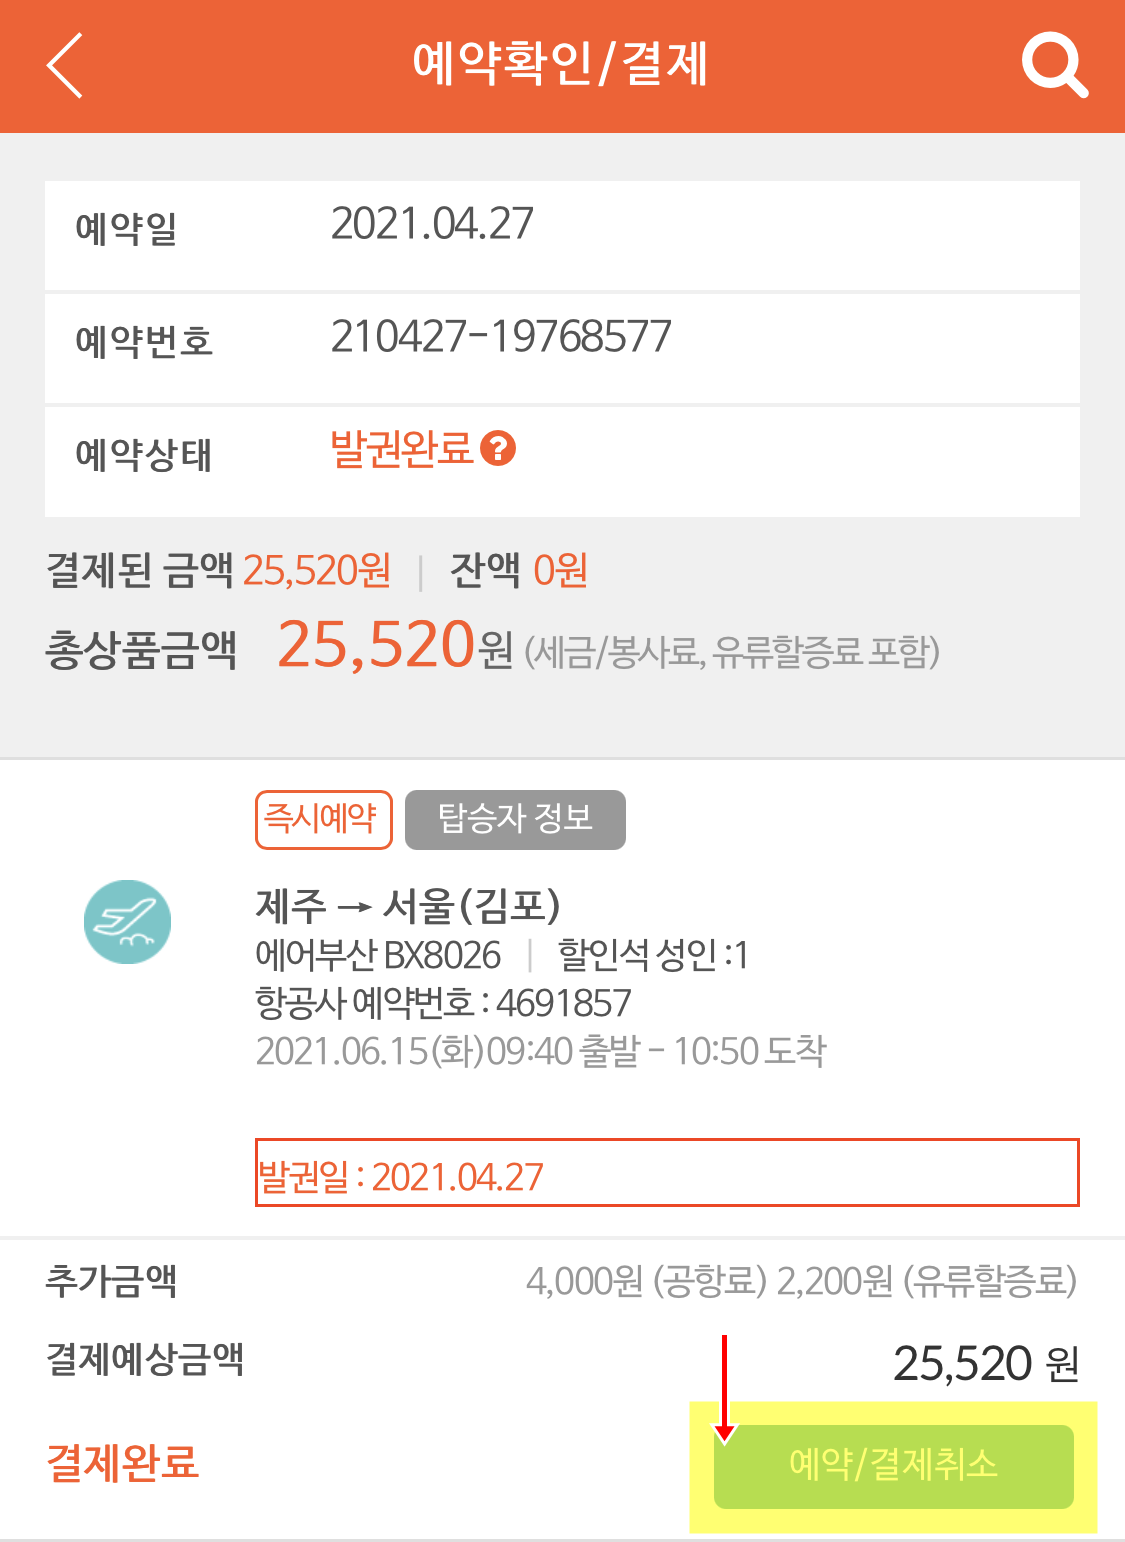 예약확인/결제
예약일 2021.04.27
예약번호 210427-19768577
예약상태 발권완료 ?
결제된 금액 25,520원 | 잔액 0원
총상품금액 25,520원 (세금/봉사료, 유류할증료 포함)
즉시예약 탑승자 정보
제주 → 서울(김포)
에어부산 BX8026 | 할인석 성인 :1
항공사 예약번호 : 4691857
2021.06.15(화)09:40 출발 - 10:50 도착
발권일 : 2021.04.27
추가금액 4,000원 (공항료) 2,200원 (유류할증료)
결제예상금액 25,520 원
결제완료 예약/결제취소